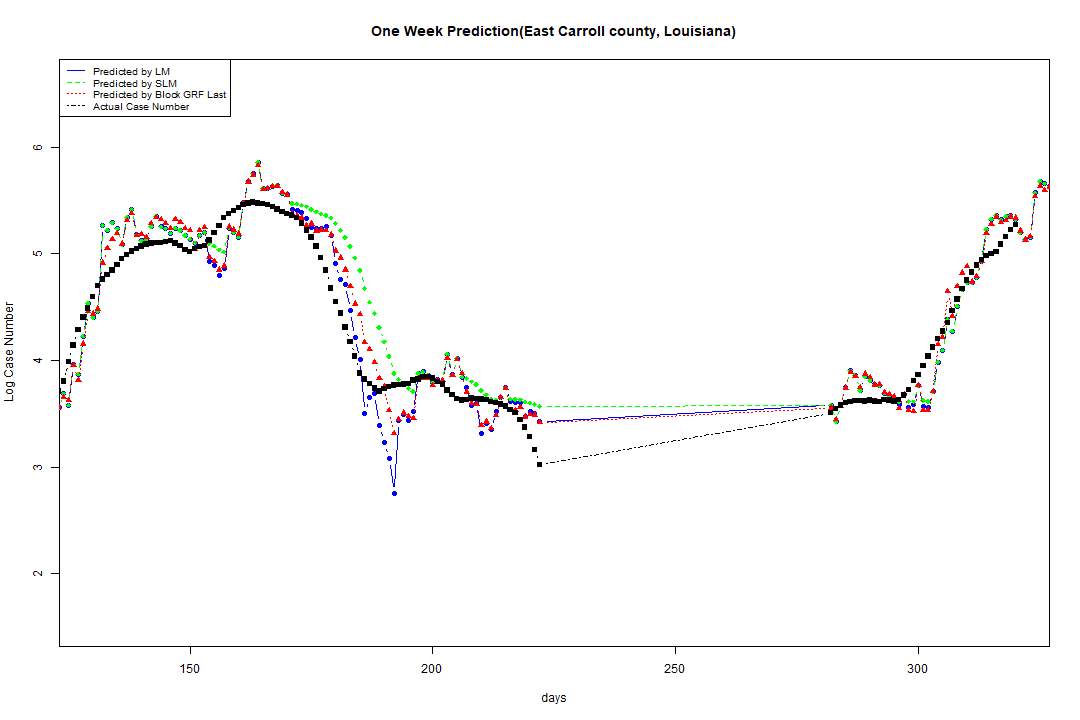 One Week Prediction(East Carroll county, Louisiana)
Predicted by LM
Predicted by SLM
Predicted by Block GRF Last
Actual Case Number
Log Case Number
6
5
4
3
2
150 200 250 300
days